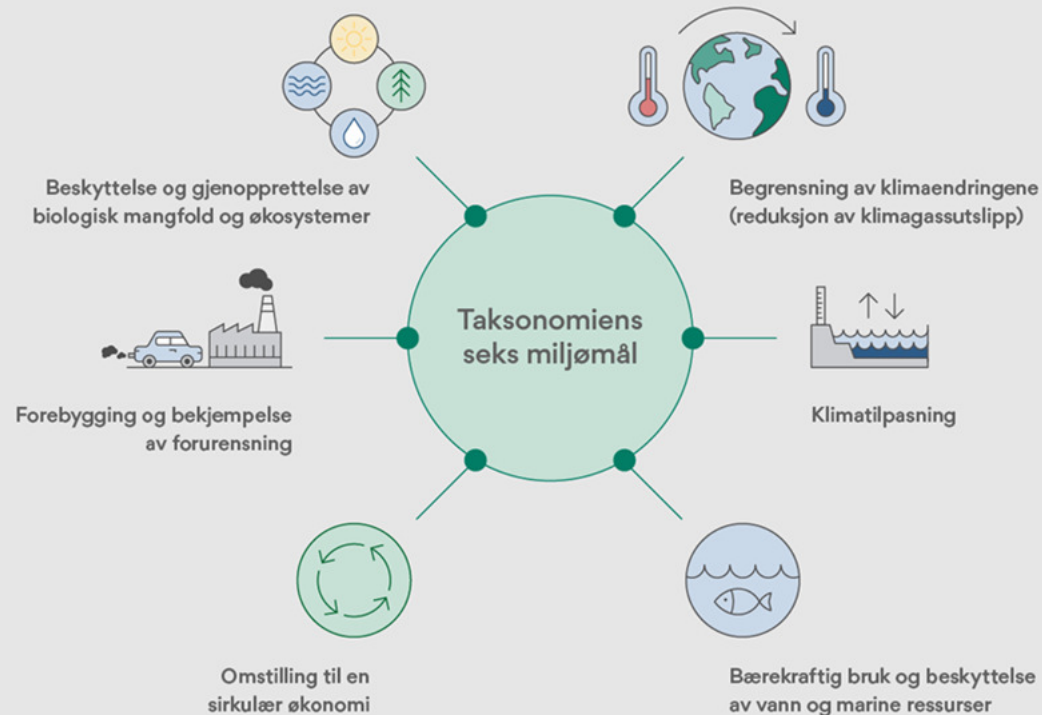 Beskyttelse og gjenopprettelse av
biologisk mangfold og økosystemer
Begrensning av klimaendringene
(reduksjon av klimagassutslipp)
Taksonomiens
seks miljømål
Forebygging og bekjempelse
av forurensning
Klimatilpasning
Omstilling til en
sirkulær økonomi
Bærekraftig bruk og beskyttelse
av vann og marine ressurser